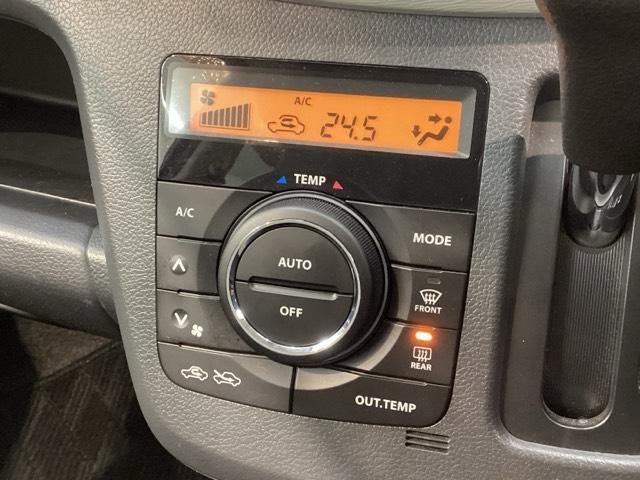 A/C
24.5
TEMP
A/C
MODE
AUTO
OFF
FRONT
REAR
OUT.TEMP